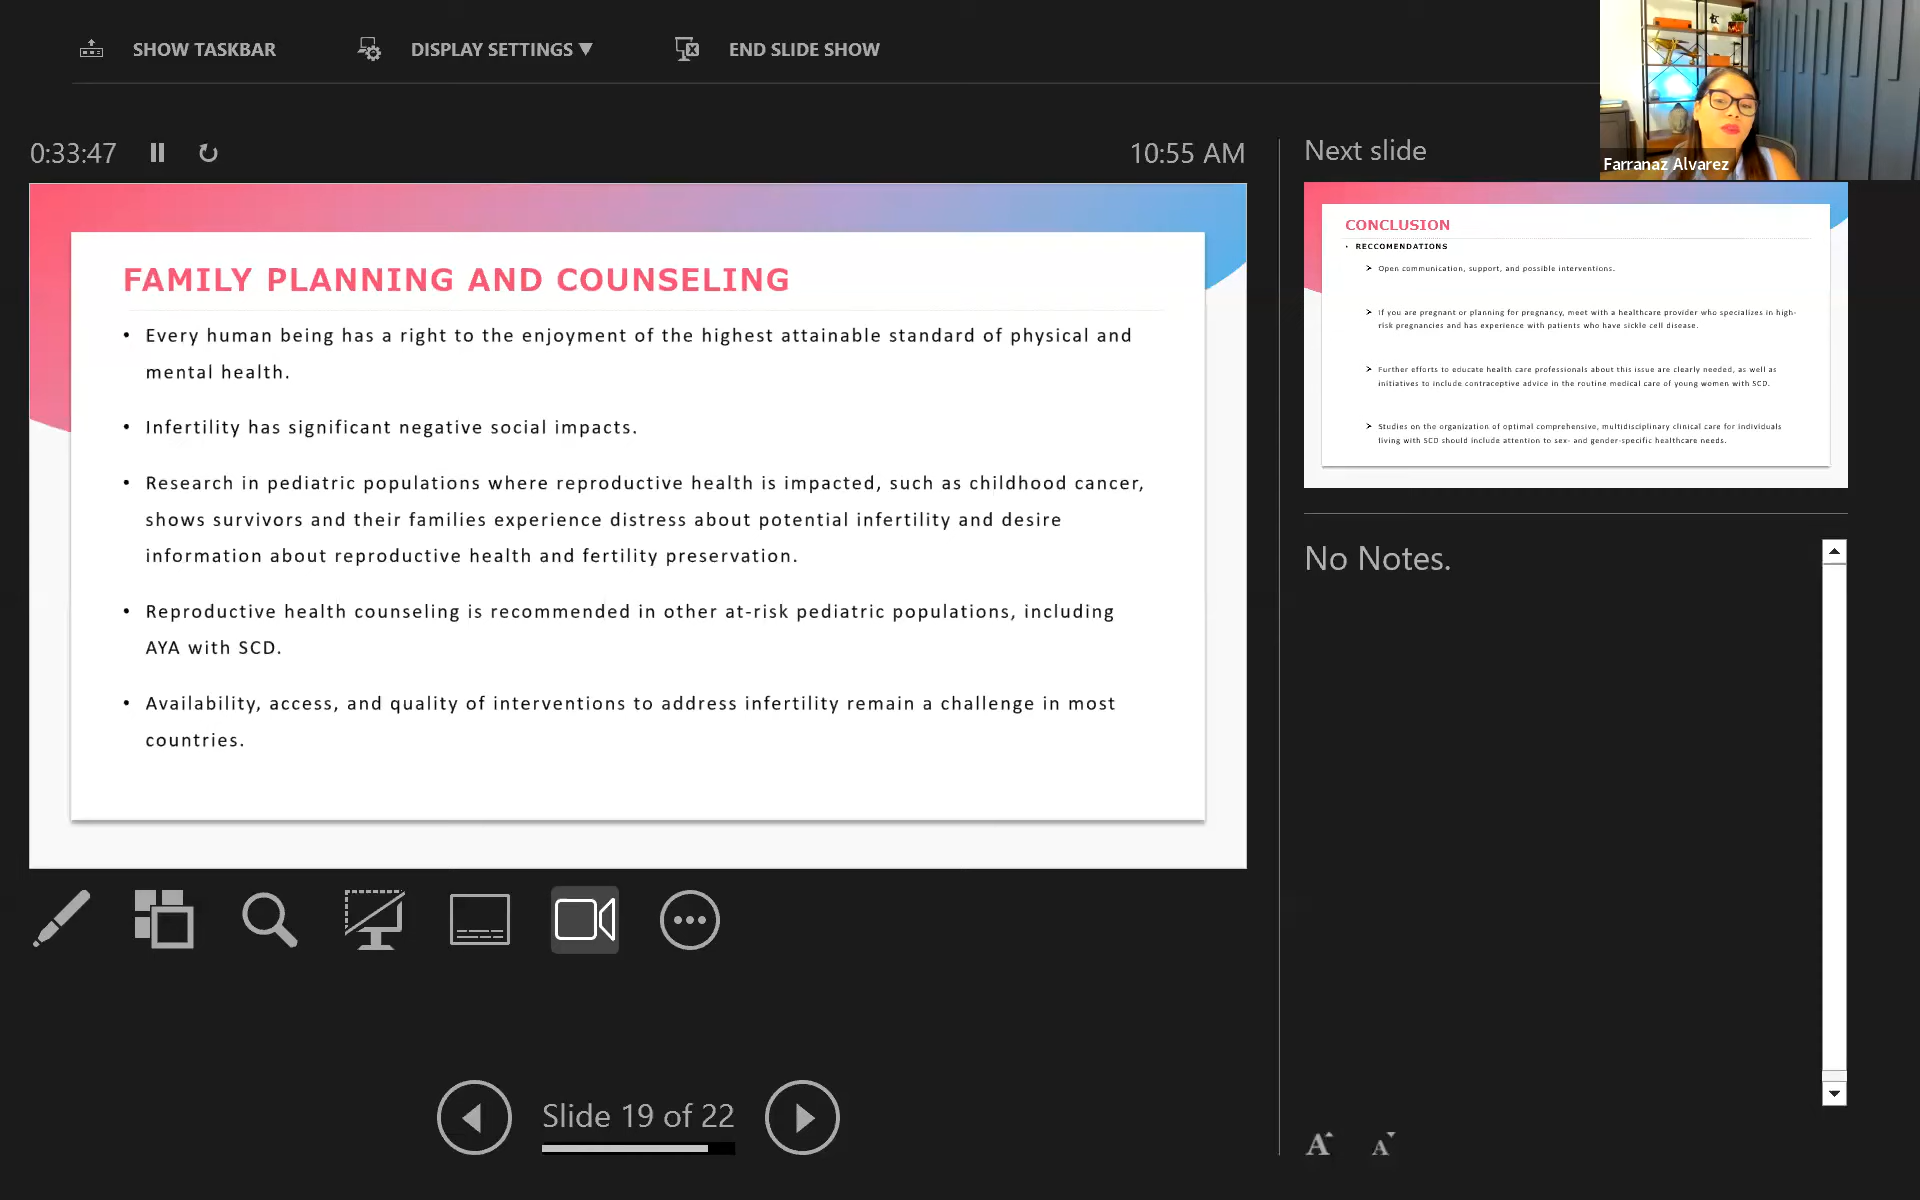 SHOW TASKBAR
DISPLAY SETTINGS ▼
END SLIDE SHOW
Farranaz Alvarez
0:33:47
10:55 AM
FAMILY PLANNING AND COUNSELING
• Every human being has a right to the enjoyment of the highest attainable standard of physical and
mental health.
• Infertility has significant negative social impacts.
• Research in pediatric populations where reproductive health is impacted, such as childhood cancer,
shows survivors and their families experience distress about potential infertility and desire
information about reproductive health and fertility preservation.
• Reproductive health counseling is recommended in other at-risk pediatric populations, including
AYA with SCD.
• Availability, access, and quality of interventions to address infertility remain a challenge in most
countries.
Slide 19 of 22
Next slide
CONCLUSION
• RECCOMENDATIONS
➤ Open communication, support, and possible interventions.
➤ If you are pregnant or planning for pregnancy, meet with a healthcare provider who specializes in high-
risk pregnancies and has experience with patients who have sickle cell disease.
➤ Further efforts to educate health care professionals about this issue are clearly needed, as well as
initiatives to include contraceptive advice in the routine medical care of young women with SCD.
➤ Studies on the organization of optimal comprehensive, multidisciplinary clinical care for individuals
living with SCD should include attention to sex- and gender-specific healthcare needs.
No Notes.
A A